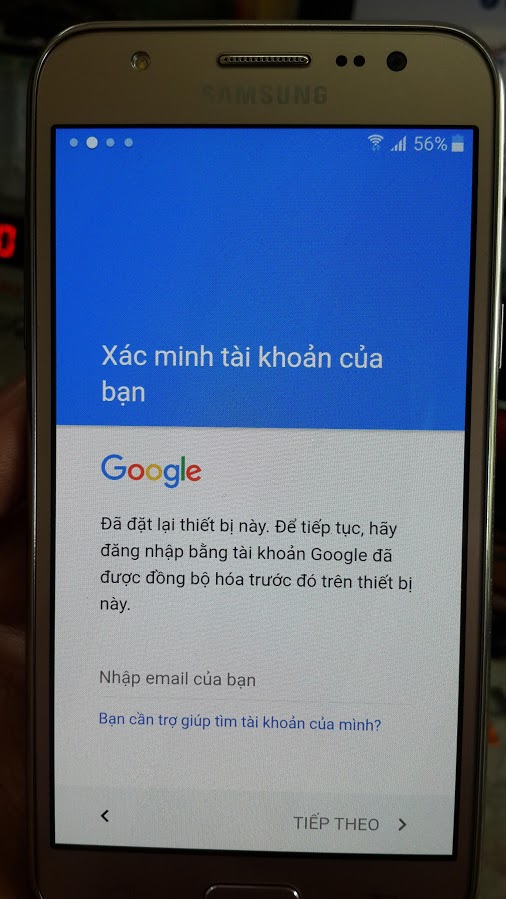 SAMSUNG
56%
Xác minh tài khoản của
bạn
Google
Đã đặt lại thiết bị này. Để tiếp tục, hãy
đăng nhập bằng tài khoản Google đã
được đồng bộ hóa trước đó trên thiết bị
này.
Nhập email của bạn
Bạn cần trợ giúp tìm tài khoản của mình?
TIẾP THEO